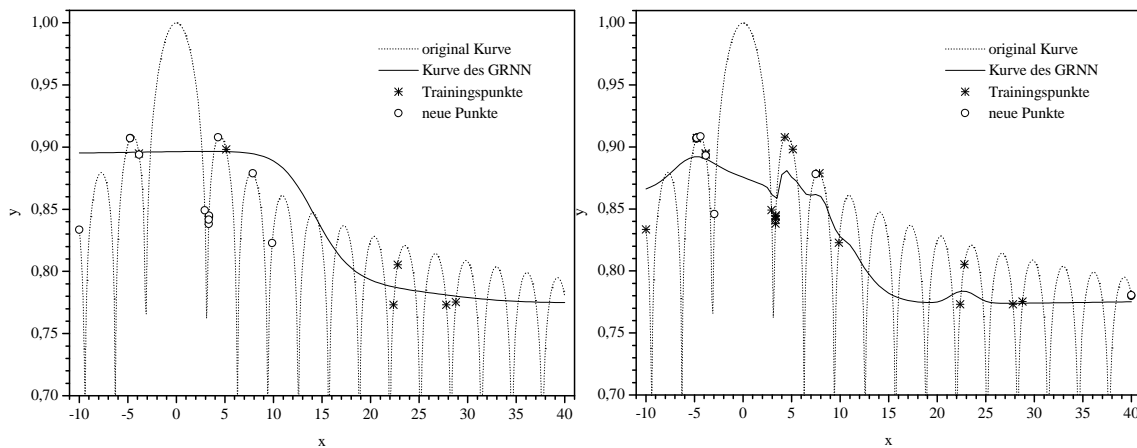 1,00
0,95
0,90
0,85
0,80
0,75
0,70
y
original Kurve
Kurve des GRNN
Trainingspunkte
neue Punkte
-10 -5 0 5 10 15 20 25 30 35 40
x
1,00
0,95
0,90
0,85
0,80
0,75
0,70
y
original Kurve
Kurve des GRNN
Trainingspunkte
neue Punkte
-10 -5 0 5 10 15 20 25 30 35 40
x